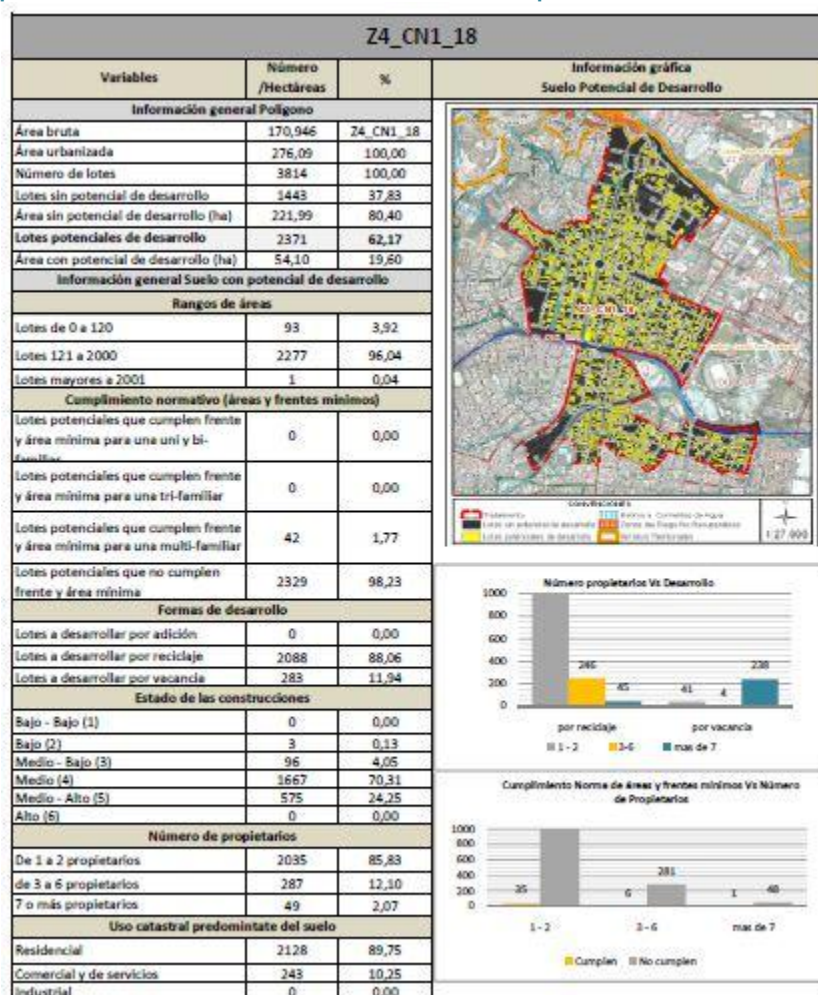 Z4_CN1_18
Variables Número /Hectáreas %
Información gráfica
Suelo Potencial de Desarrollo
Información general Polígono
Área bruta 170,946 Z4_CN1_18
Área urbanizada 276,09 100,00
Número de lotes 3814 100,00
Lotes sin potencial de desarrollo 1443 37,83
Área sin potencial de desarrollo (ha) 221,99 80,40
Lotes potenciales de desarrollo 2371 62,17
Área con potencial de desarrollo (ha) 54,10 19,60
Información general Suelo con potencial de desarrollo
Rangos de áreas
Lotes de 0 a 120 93 3,92
Lotes 121 a 2000 2277 96,04
Lotes mayores a 2001 1 0,04
Cumplimiento normativo (áreas y frentes mínimos)
Lotes potenciales que cumplen frente
y área mínima para una uni y bi-
familiar 0 0,00
Lotes potenciales que cumplen frente
y área mínima para una tri-familiar 0 0,00
Lotes potenciales que cumplen frente
y área mínima para una multi-familiar 42 1,77
Lotes potenciales que no cumplen
frente y área mínima 2329 98,23
Formas de desarrollo
Lotes a desarrollar por adición 0 0,00
Lotes a desarrollar por reciclaje 2088 88,06
Lotes a desarrollar por vacancia 283 11,94
Estado de las construcciones
Bajo - Bajo (1) 0 0,00
Bajo (2) 3 0,13
Medio - Bajo (3) 96 4,05
Medio (4) 1667 70,31
Medio - Alto (5) 575 24,25
Alto (6) 0 0,00
Número de propietarios
De 1 a 2 propietarios 2035 85,83
de 3 a 6 propietarios 287 12,10
7 o más propietarios 49 2,07
Uso catastral predomintate del suelo
Residencial 2128 89,75
Comercial y de servicios 243 10,25
Industrial 0 0,00
Z4_CN1_18
CONVENCIONES
Tratamiento
Lotes sin potencial de desarrollo
Lotes potenciales de desarrollo
1:27.000
Número propietarios Vs Desarrollo
1000
800
600
400
200
0
246
45
41
4
238
por reciclaje por vacancia
1 - 2 3-6 mas de 7
Cumplimiento Norma de áreas y frentes mínimos Vs Número
de Propietarios
1000
800
600
400
200
0
35
6
281
1
48
1 - 2 3 - 6 mas de 7
Cumplen No cumplen